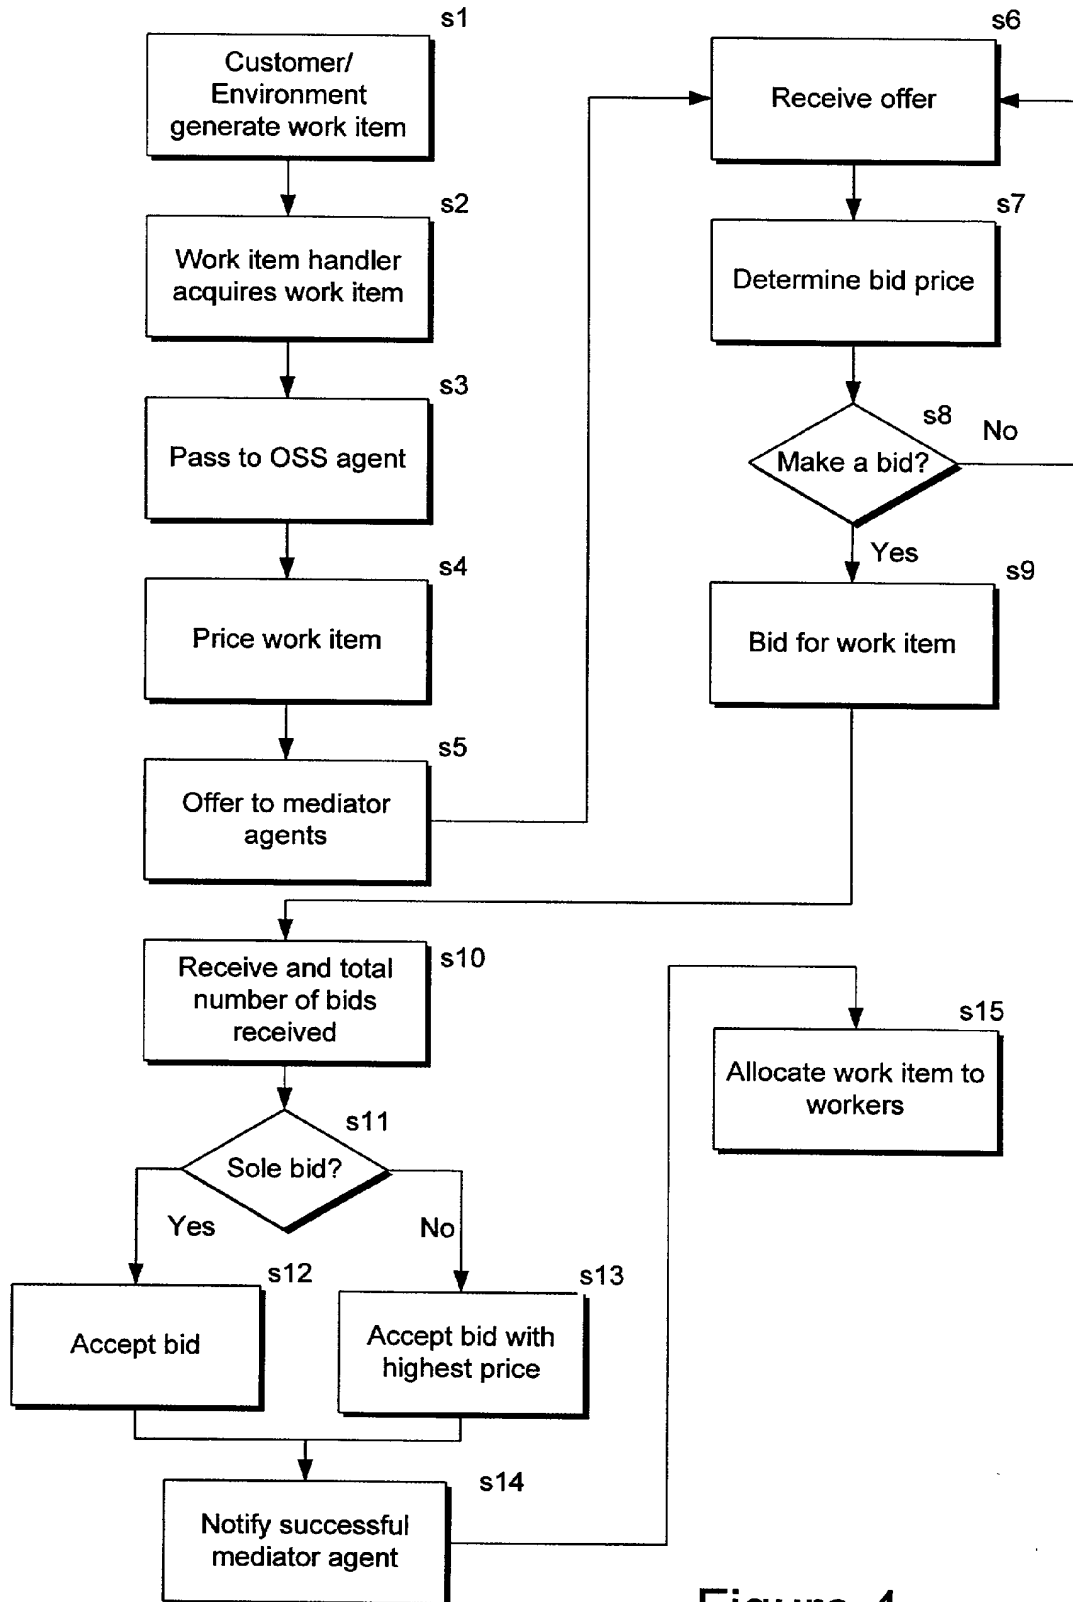 s1
Customer/
Environment
generate work item
s2
Work item handler
acquires work item
s3
Pass to OSS agent
s4
Price work item
s5
Offer to mediator
agents
s6
Receive offer
s7
Determine bid price
s8
Make a bid?
No
Yes
s9
Bid for work item
s10
Receive and total
number of bids
received
s11
Sole bid?
Yes
No
s12
Accept bid
s13
Accept bid with
highest price
s14
Notify successful
mediator agent
s15
Allocate work item to
workers
Figure 4